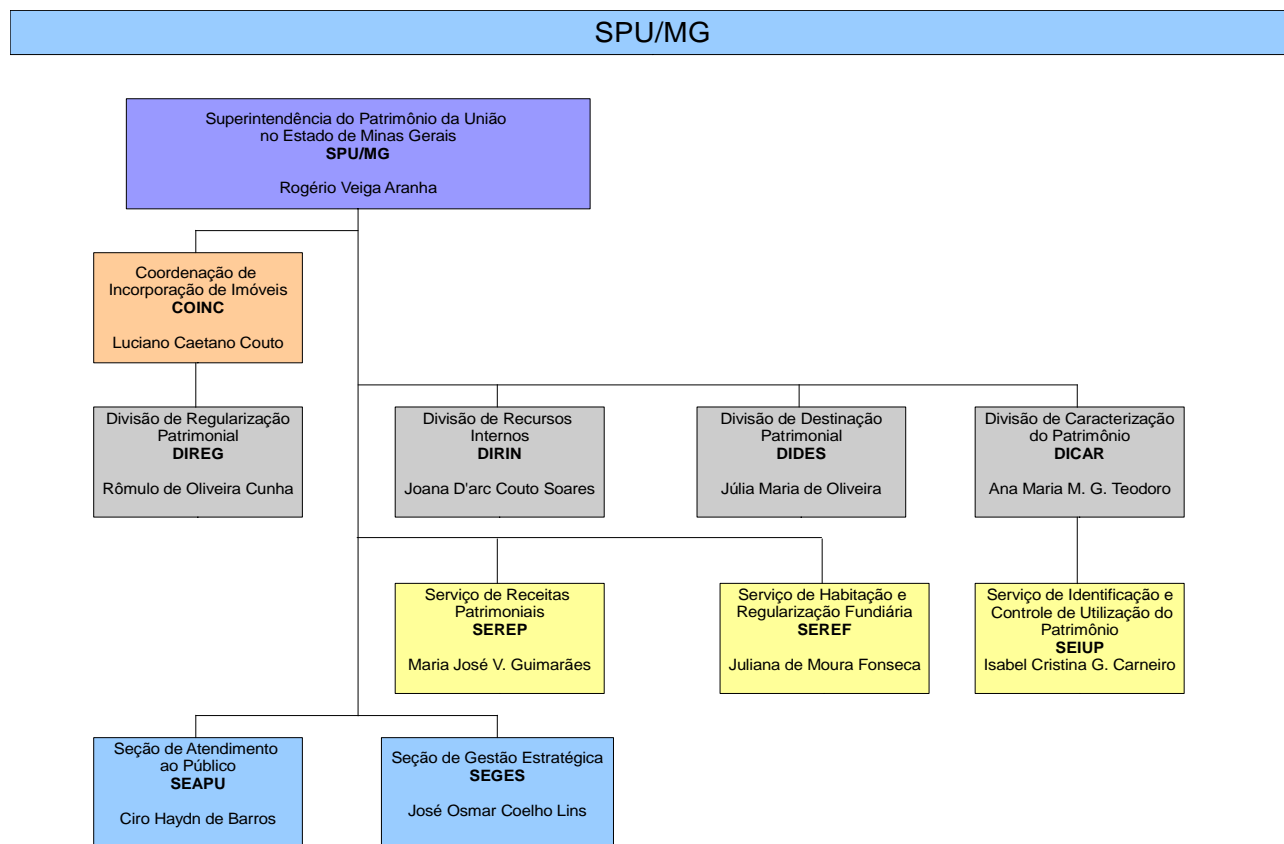 SPU/MG
Superintendência do Patrimônio da União
no Estado de Minas Gerais
SPU/MG
Rogério Veiga Aranha
Coordenação de
Incorporação de Imóveis
COINC
Luciano Caetano Couto
Divisão de Regularização
Patrimonial
DIREG
Rômulo de Oliveira Cunha
Divisão de Recursos
Internos
DIRIN
Joana D'arc Couto Soares
Divisão de Destinação
Patrimonial
DIDES
Júlia Maria de Oliveira
Divisão de Caracterização
do Patrimônio
DICAR
Ana Maria M. G. Teodoro
Serviço de Receitas
Patrimoniais
SEREP
Maria José V. Guimarães
Serviço de Habitação e
Regularização Fundiária
SEREF
Juliana de Moura Fonseca
Serviço de Identificação e
Controle de Utilização do
Patrimônio
SEIUP
Isabel Cristina G. Carneiro
Seção de Atendimento
ao Público
SEAPU
Ciro Haydn de Barros
Seção de Gestão Estratégica
SEGES
José Osmar Coelho Lins